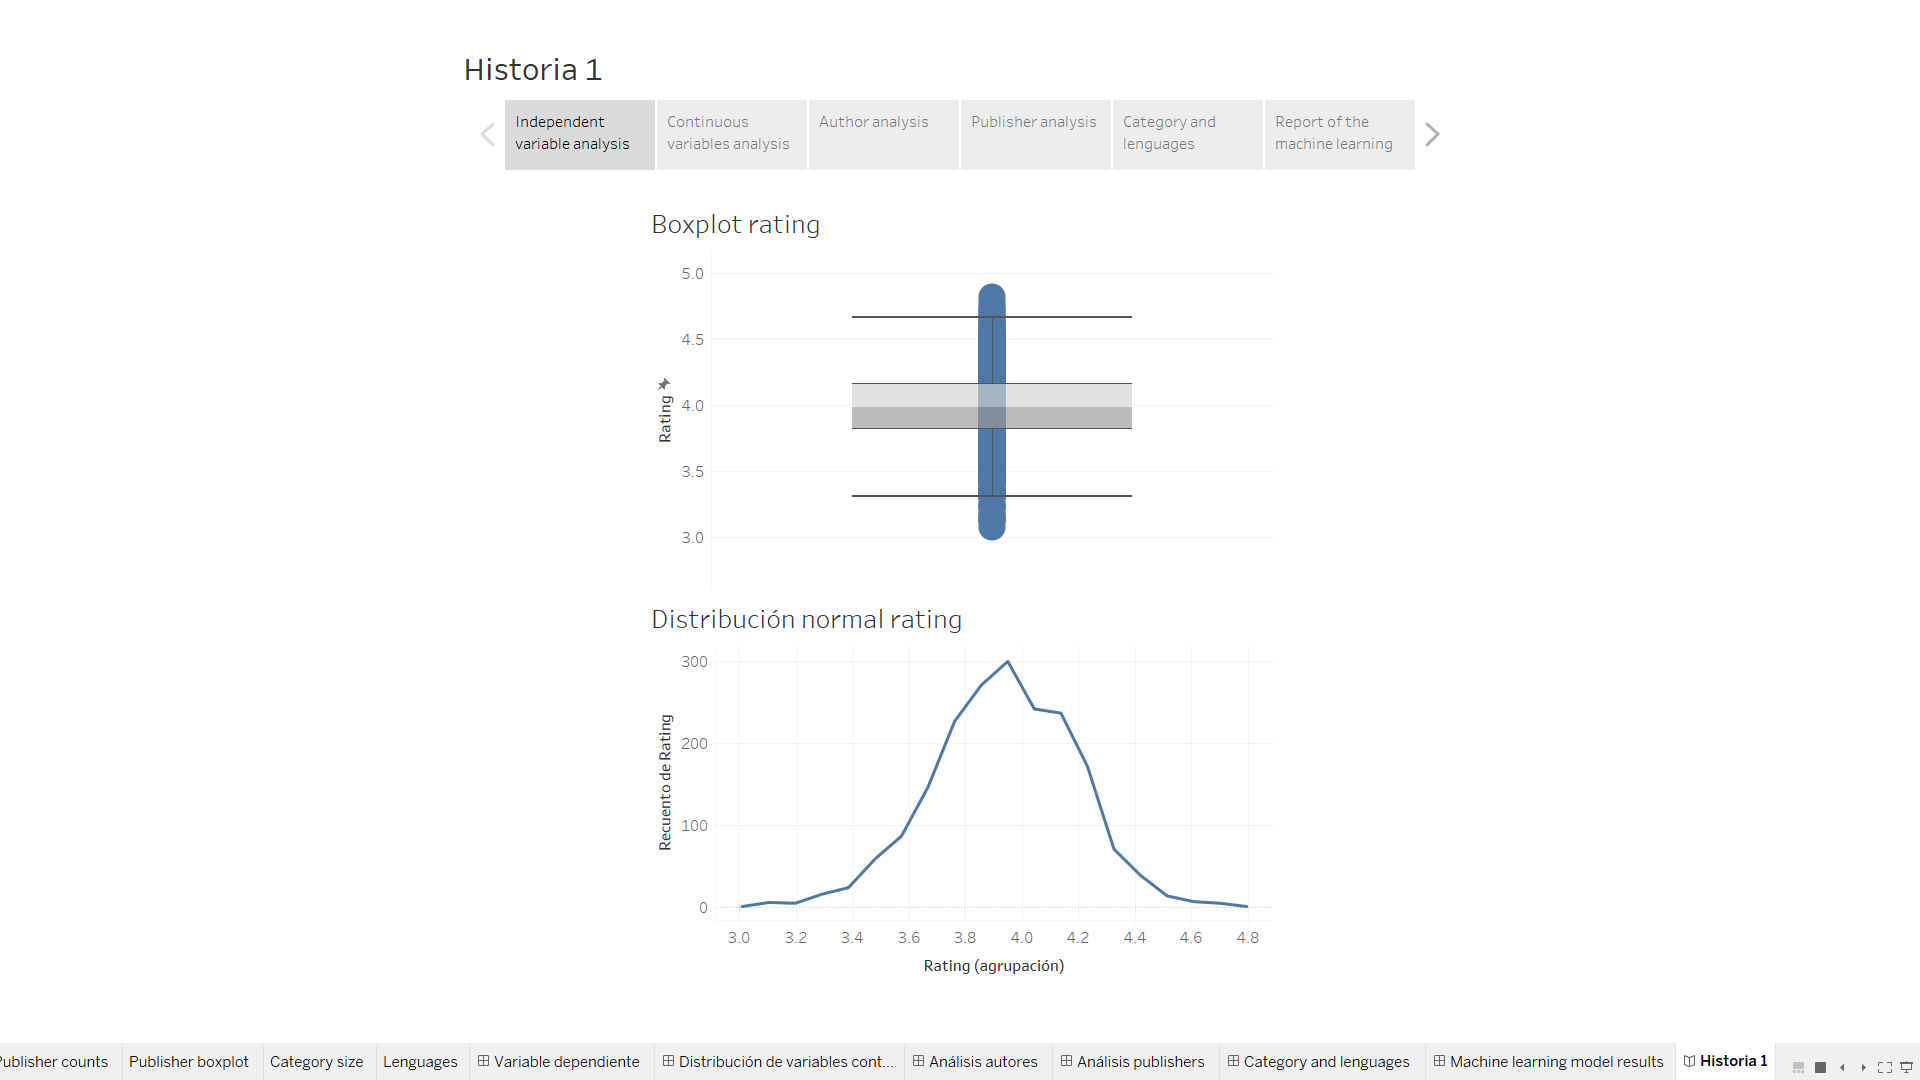 Historia 1
Independent
variable analysis
Continuous
variables analysis
Author analysis
Publisher analysis
Category and
lenguages
Report of the
machine learning
Boxplot rating
5.0
4.5
4.0
3.5
3.0
Rating
Distribución normal rating
300
200
100
0
Recuento de Rating
3.0 3.2 3.4 3.6 3.8 4.0 4.2 4.4 4.6 4.8
Rating (agrupación)
Publisher counts Publisher boxplot Category size Lenguages Variable dependiente Distribución de variables cont... Análisis autores Análisis publishers Category and lenguages Machine learning model results Historia 1